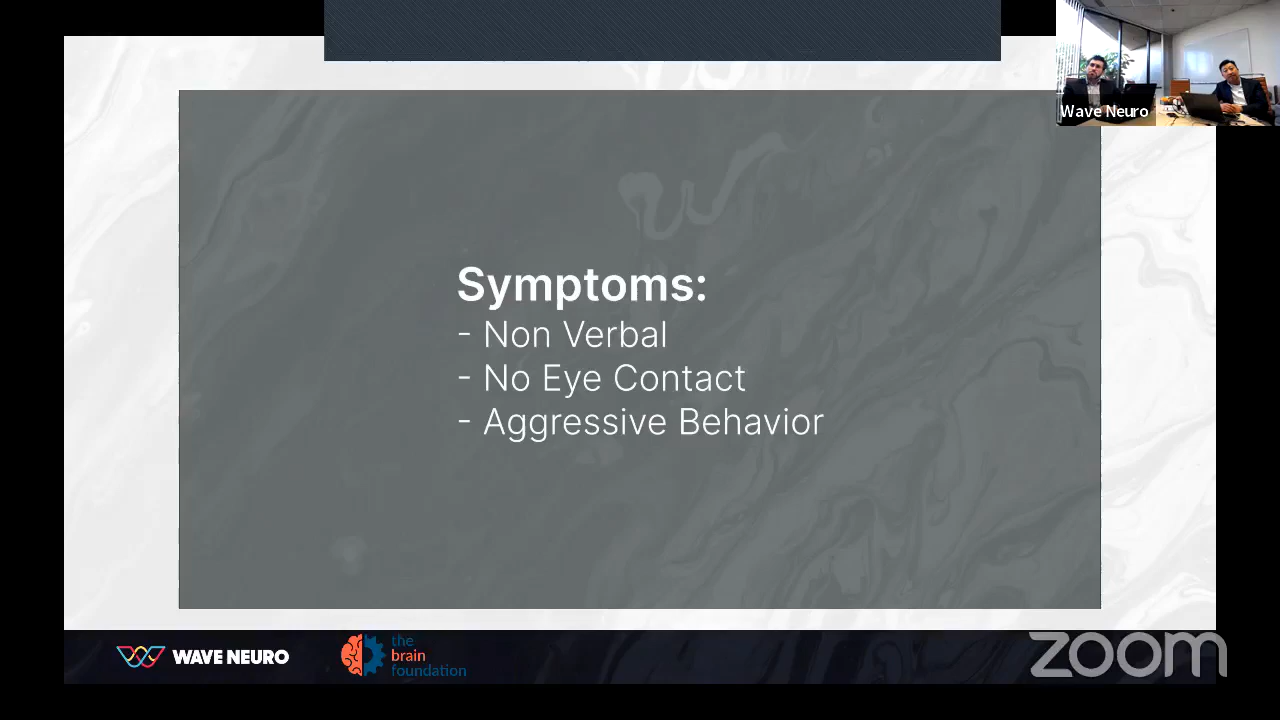 Wave Neuro
Symptoms:
- Non Verbal
- No Eye Contact
- Aggressive Behavior
WAVE NEURO
the
brain
foundation
zoom